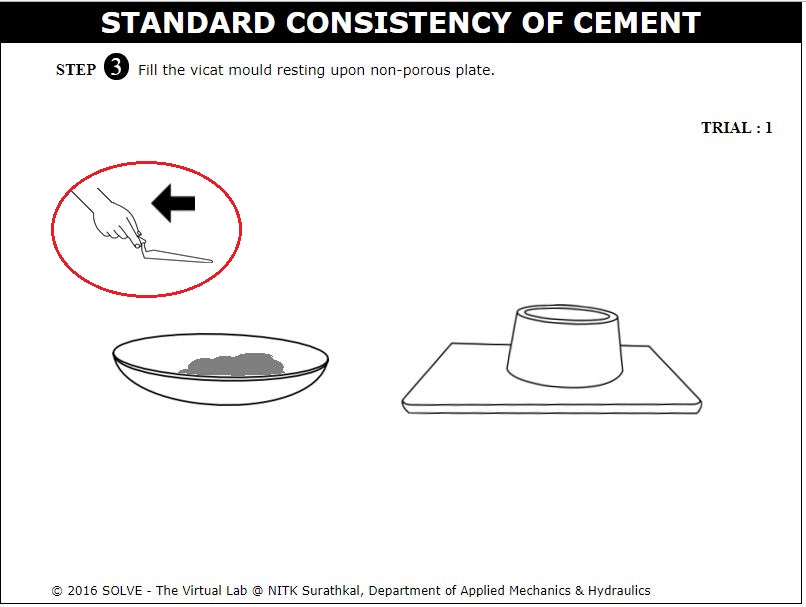 STANDARD CONSISTENCY OF CEMENT
STEP 3 Fill the vicat mould resting upon non-porous plate.
TRIAL : 1
© 2016 SOLVE - The Virtual Lab @ NITK Surathkal, Department of Applied Mechanics & Hydraulics